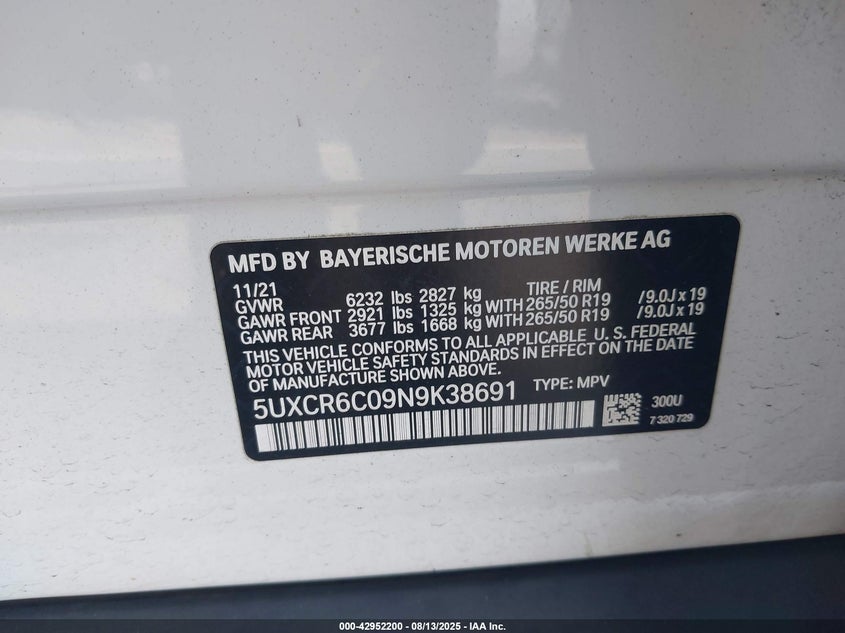 MFD BY BAYERISCHE MOTOREN WERKE AG
11/21 TIRE / RIM
GVWR 6232 lbs 2827 kg
GAWR FRONT 2921 lbs 1325 kg WITH 265/50 R19 /9.0J x 19
GAWR REAR 3677 lbs 1668 kg WITH 265/50 R19 /9.0J x 19
THIS VEHICLE CONFORMS TO ALL APPLICABLE U. S. FEDERAL
MOTOR VEHICLE SAFETY STANDARDS IN EFFECT ON THE DATE
OF MANUFACTURE SHOWN ABOVE.
5UXCR6C09N9K38691 TYPE: MPV
300U
7 320 729
000-42952200 - 08/13/2025 - IAA Inc.